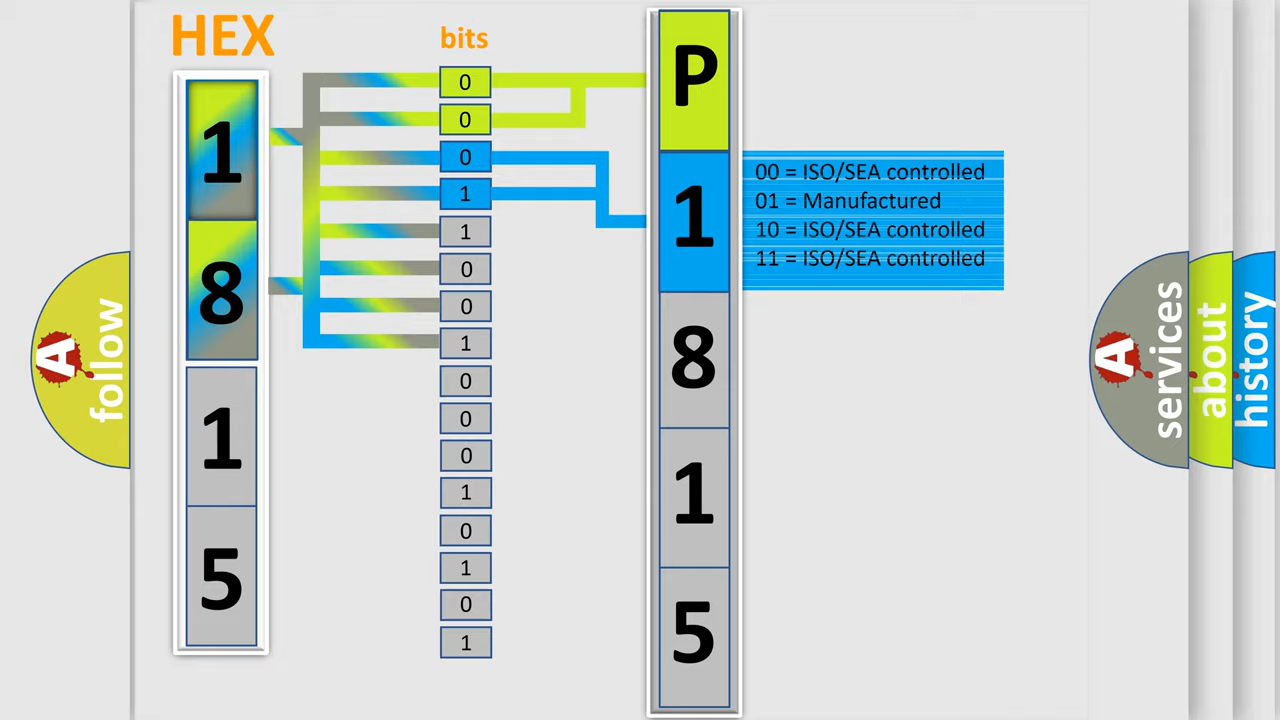 HEX
bits
1
8
1
5
0
0
0
1
1
0
0
1
0
0
0
1
0
1
0
1
P
1
8
1
5
00 = ISO/SEA controlled
01 = Manufactured
10 = ISO/SEA controlled
11 = ISO/SEA controlled
A
follow
A
services
about
history